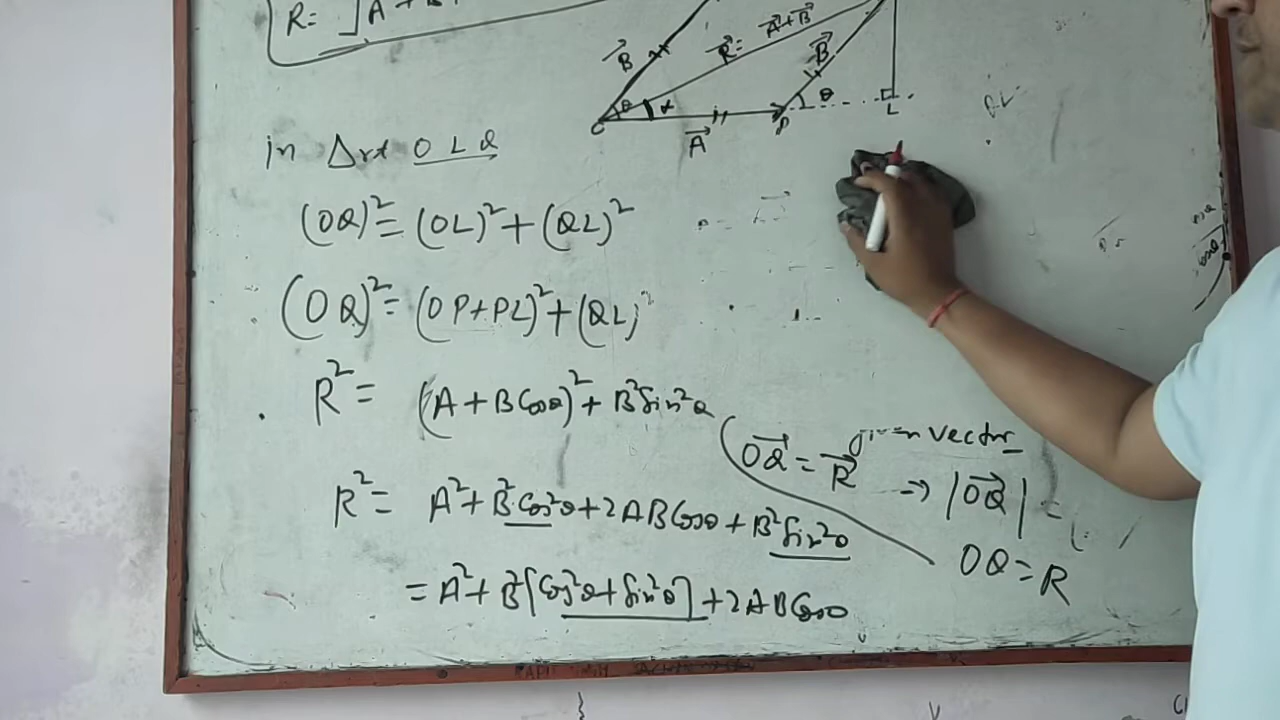 R = √A + B
B⃗
R⃗ = A⃗+B⃗
B⃗
θ
α
θ
O
A⃗
P
L
in Δrt OLQ
(OQ)² = (OL)² + (QL)²
(OQ)² = (OP+PL)² + (QL)²
R² = (A + B Cosθ)² + B² Sin²θ
given vector
OQ⃗ = R⃗ → |OQ⃗| =
R² = A² + B² Cos²θ + 2AB Cosθ + B² Sin²θ
OQ = R
= A² + B² [Cos²θ + Sin²θ] + 2AB Cosθ